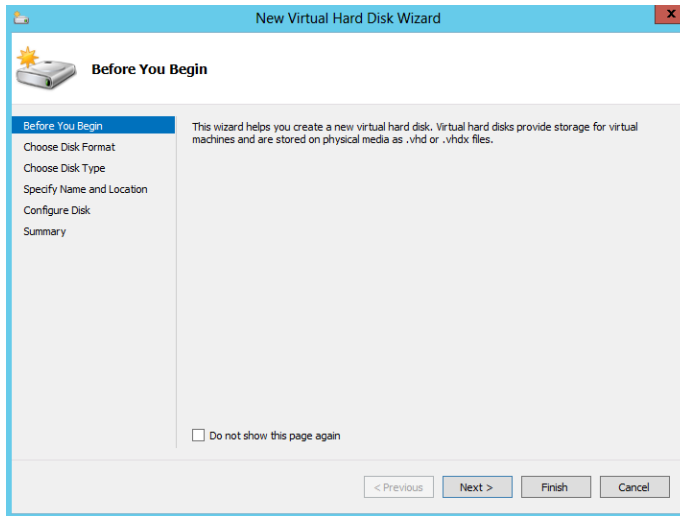 New Virtual Hard Disk Wizard
x
Before You Begin
Before You Begin
Choose Disk Format
Choose Disk Type
Specify Name and Location
Configure Disk
Summary
This wizard helps you create a new virtual hard disk. Virtual hard disks provide storage for virtual
machines and are stored on physical media as .vhd or .vhdx files.
Do not show this page again
< Previous
Next >
Finish
Cancel